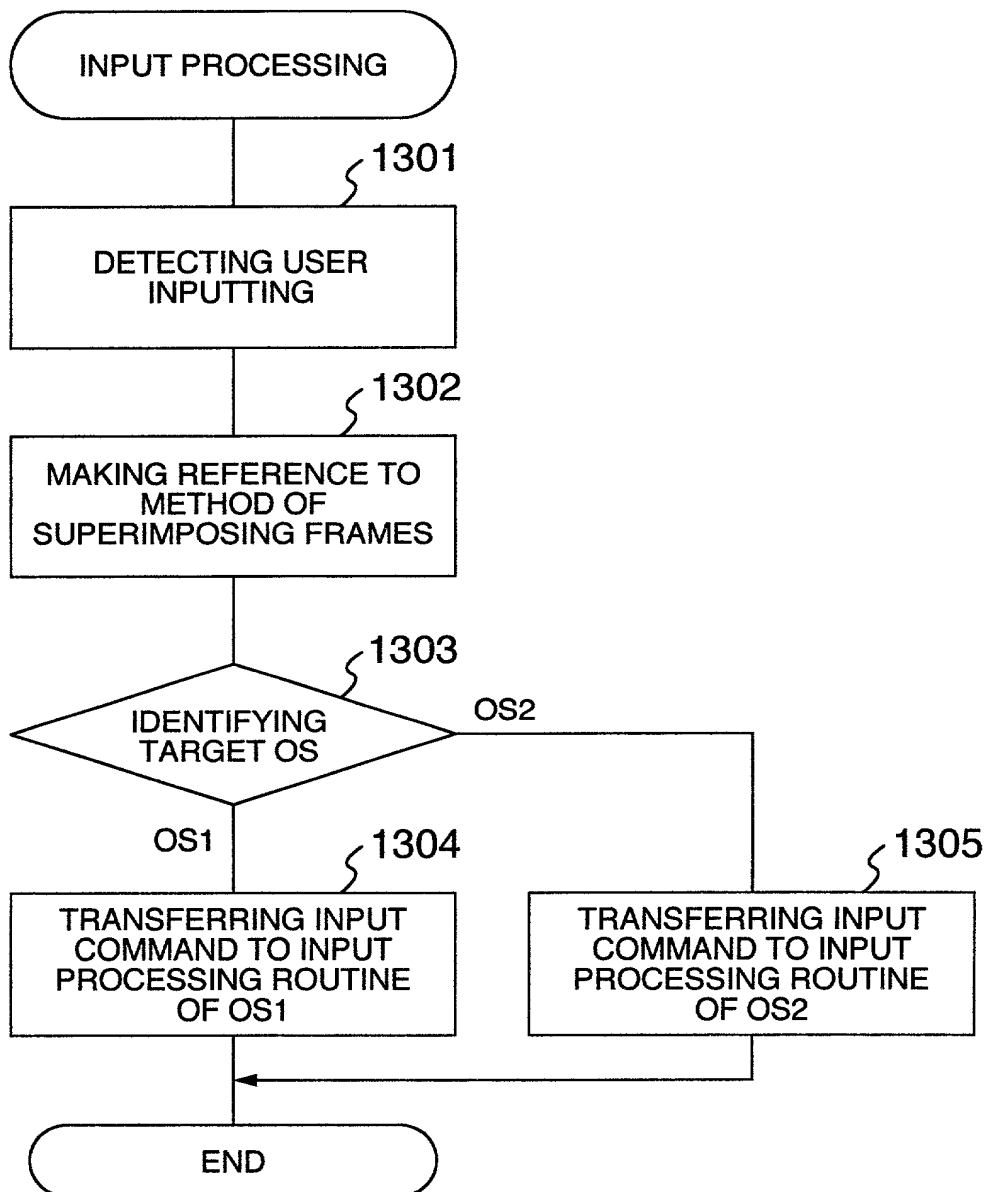 INPUT PROCESSING
1301
DETECTING USER
INPUTTING
1302
MAKING REFERENCE TO
METHOD OF
SUPERIMPOSING FRAMES
1303
IDENTIFYING
TARGET OS
OS2
OS1
1304
TRANSFERRING INPUT
COMMAND TO INPUT
PROCESSING ROUTINE
OF OS1
1305
TRANSFERRING INPUT
COMMAND TO INPUT
PROCESSING ROUTINE
OF OS2
END